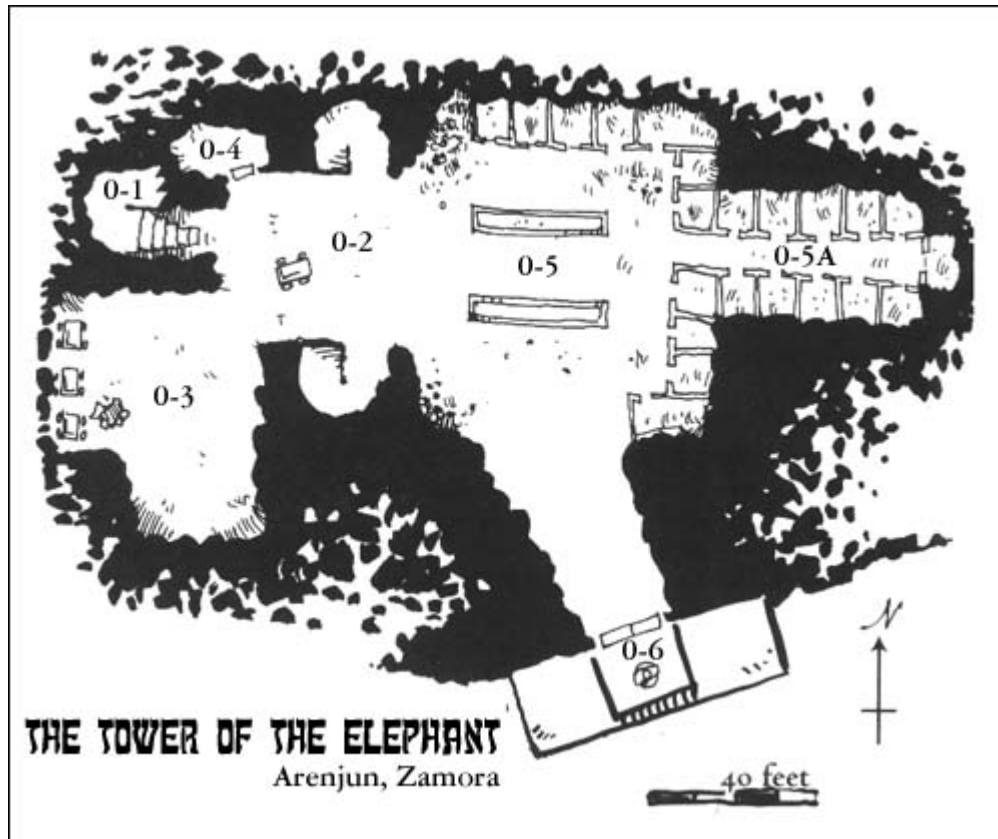 0-4
0-1
0-2
0-5
0-5A
0-3
0-6
N
THE TOWER OF THE ELEPHANT
Arenjun, Zamora
40 feet